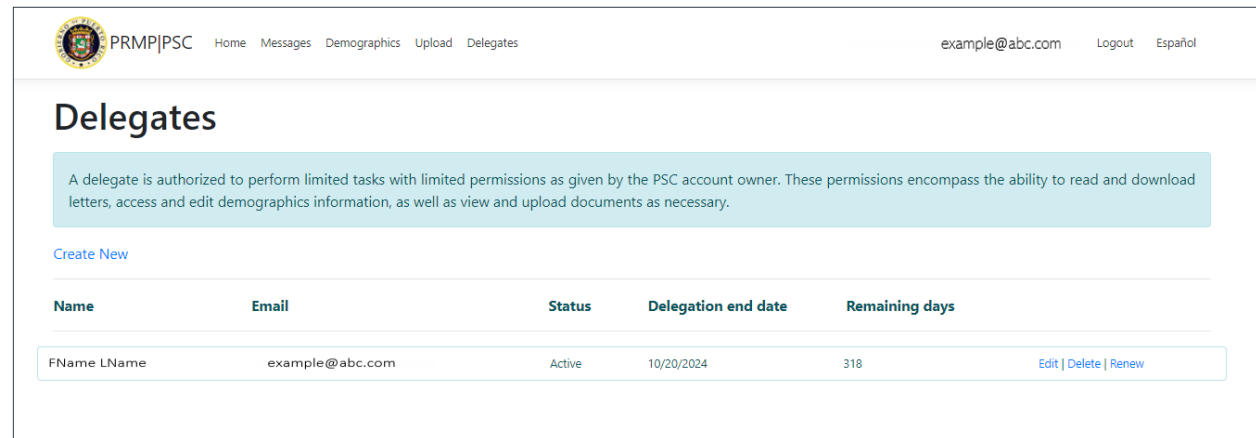 GOBIERNO DE PUERTO RICO
PRMP|PSC Home Messages Demographics Upload Delegates example@abc.com Logout Español
Delegates
A delegate is authorized to perform limited tasks with limited permissions as given by the PSC account owner. These permissions encompass the ability to read and download
letters, access and edit demographics information, as well as view and upload documents as necessary.
Create New
Name Email Status Delegation end date Remaining days
FName LName example@abc.com Active 10/20/2024 318 Edit | Delete | Renew